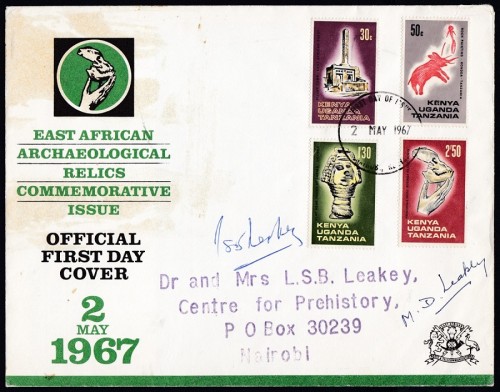 EAST AFRICAN
ARCHAEOLOGICAL
RELICS
COMMEMORATIVE
ISSUE
OFFICIAL
FIRST DAY OF
COVER
2
MAY
1967
30c
KENYA
UGANDA
TANZANIA
50c
KENYA
UGANDA
TANZANIA
2 MAY 1967
1'30
KENYA
UGANDA
TANZANIA
2'50
KENYA
UGANDA
TANZANIA
LSB Leakey
Dr and Mrs L.S.B. Leakey,
Centre for Prehistory,
P O Box 30239
Nairobi
M. D. Leakey